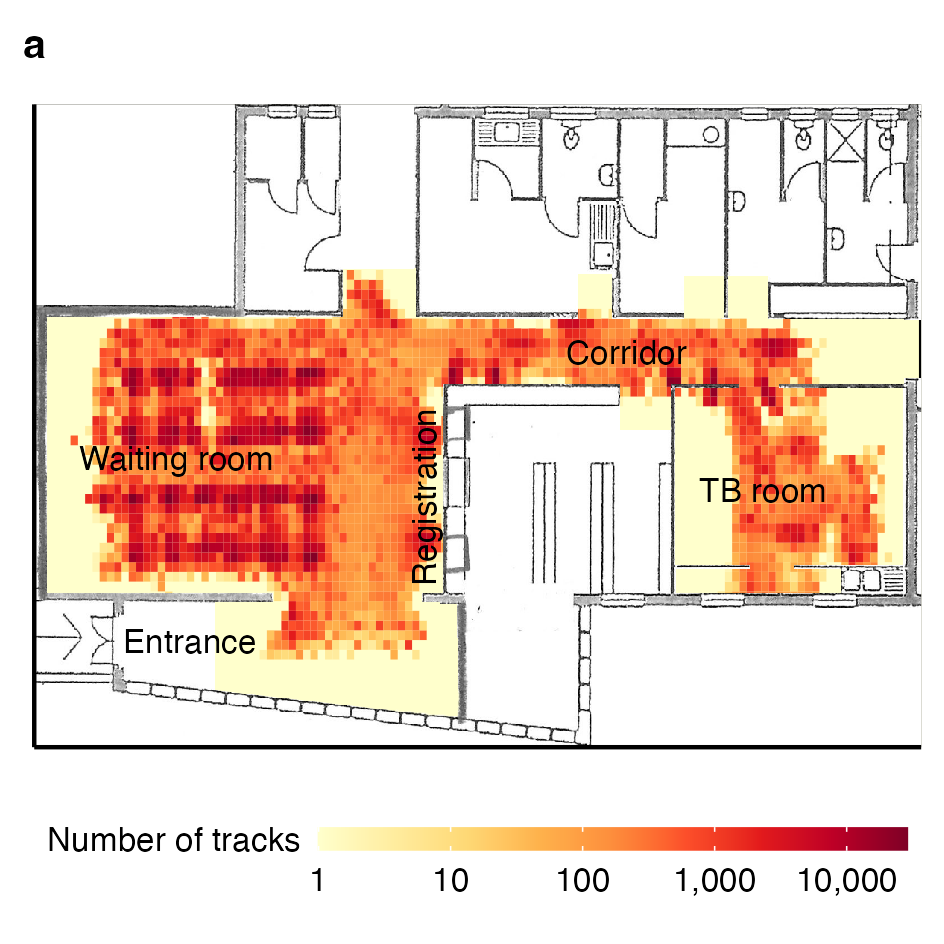 a
Corridor
Waiting room
Registration
TB room
Entrance
Number of tracks
1 10 100 1,000 10,000